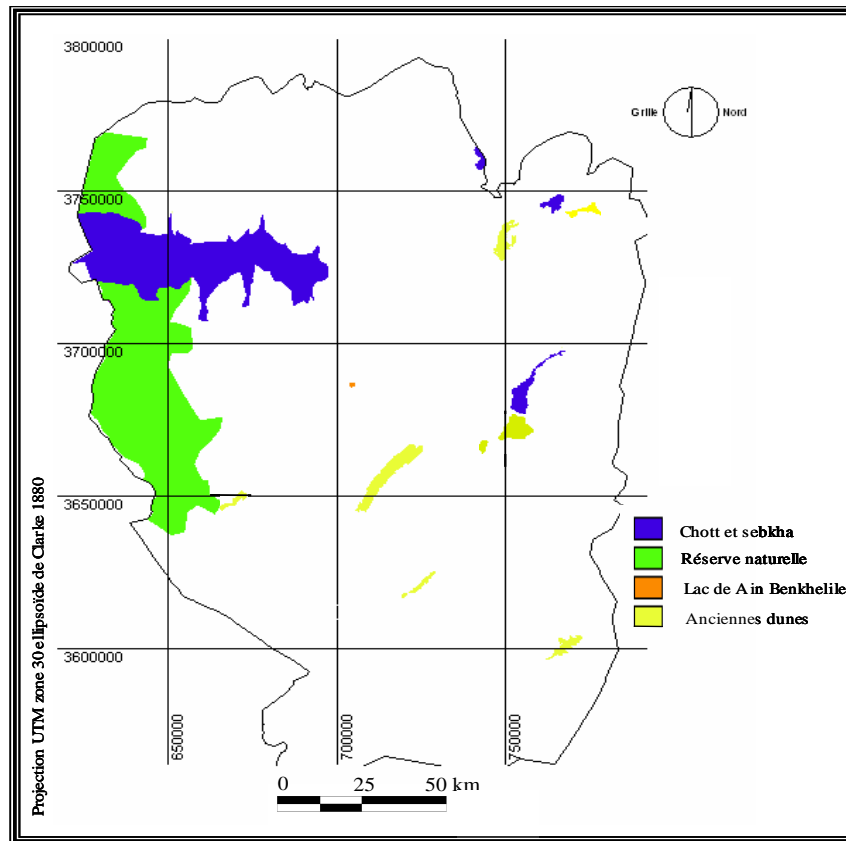 3800000
Grille Nord
3750000
3700000
3650000
3600000
650000
700000
750000
Chott et sebkha
Réserve naturelle
Lac de Ain Benkhelile
Anciennes dunes
0 25 50 km
Projection UTM zone 30 ellipsoïde de Clarke 1880